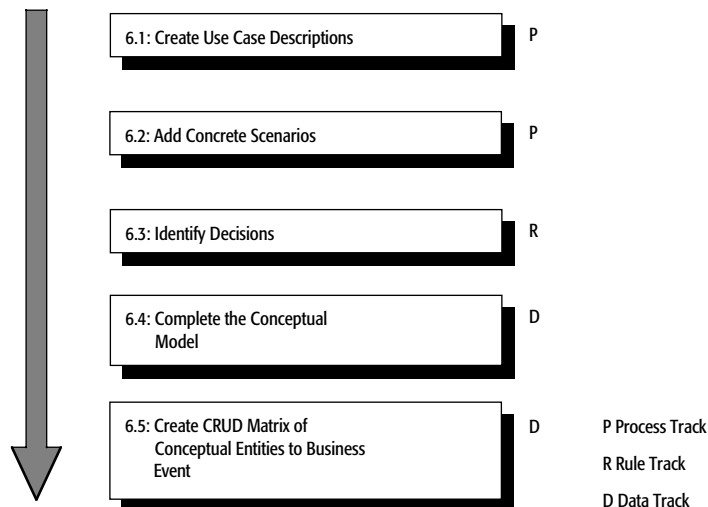 6.1: Create Use Case Descriptions P
6.2: Add Concrete Scenarios P
6.3: Identify Decisions R
6.4: Complete the Conceptual D
Model
6.5: Create CRUD Matrix of D
Conceptual Entities to Business
Event
P Process Track
R Rule Track
D Data Track